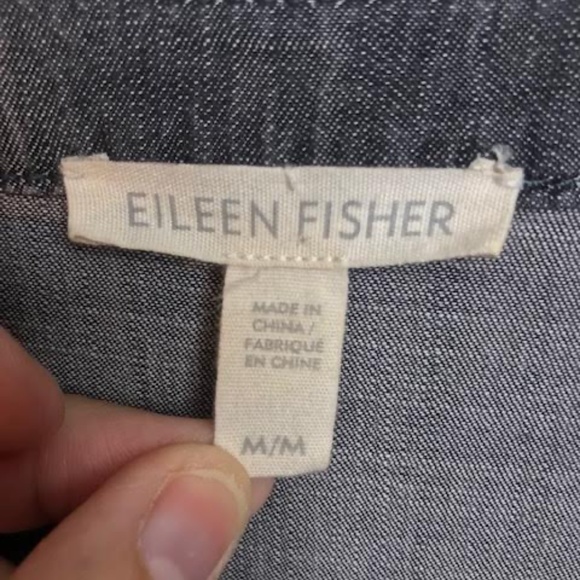 EILEEN FISHER
MADE IN
CHINA /
FABRIQUÉ
EN CHINE
M/M